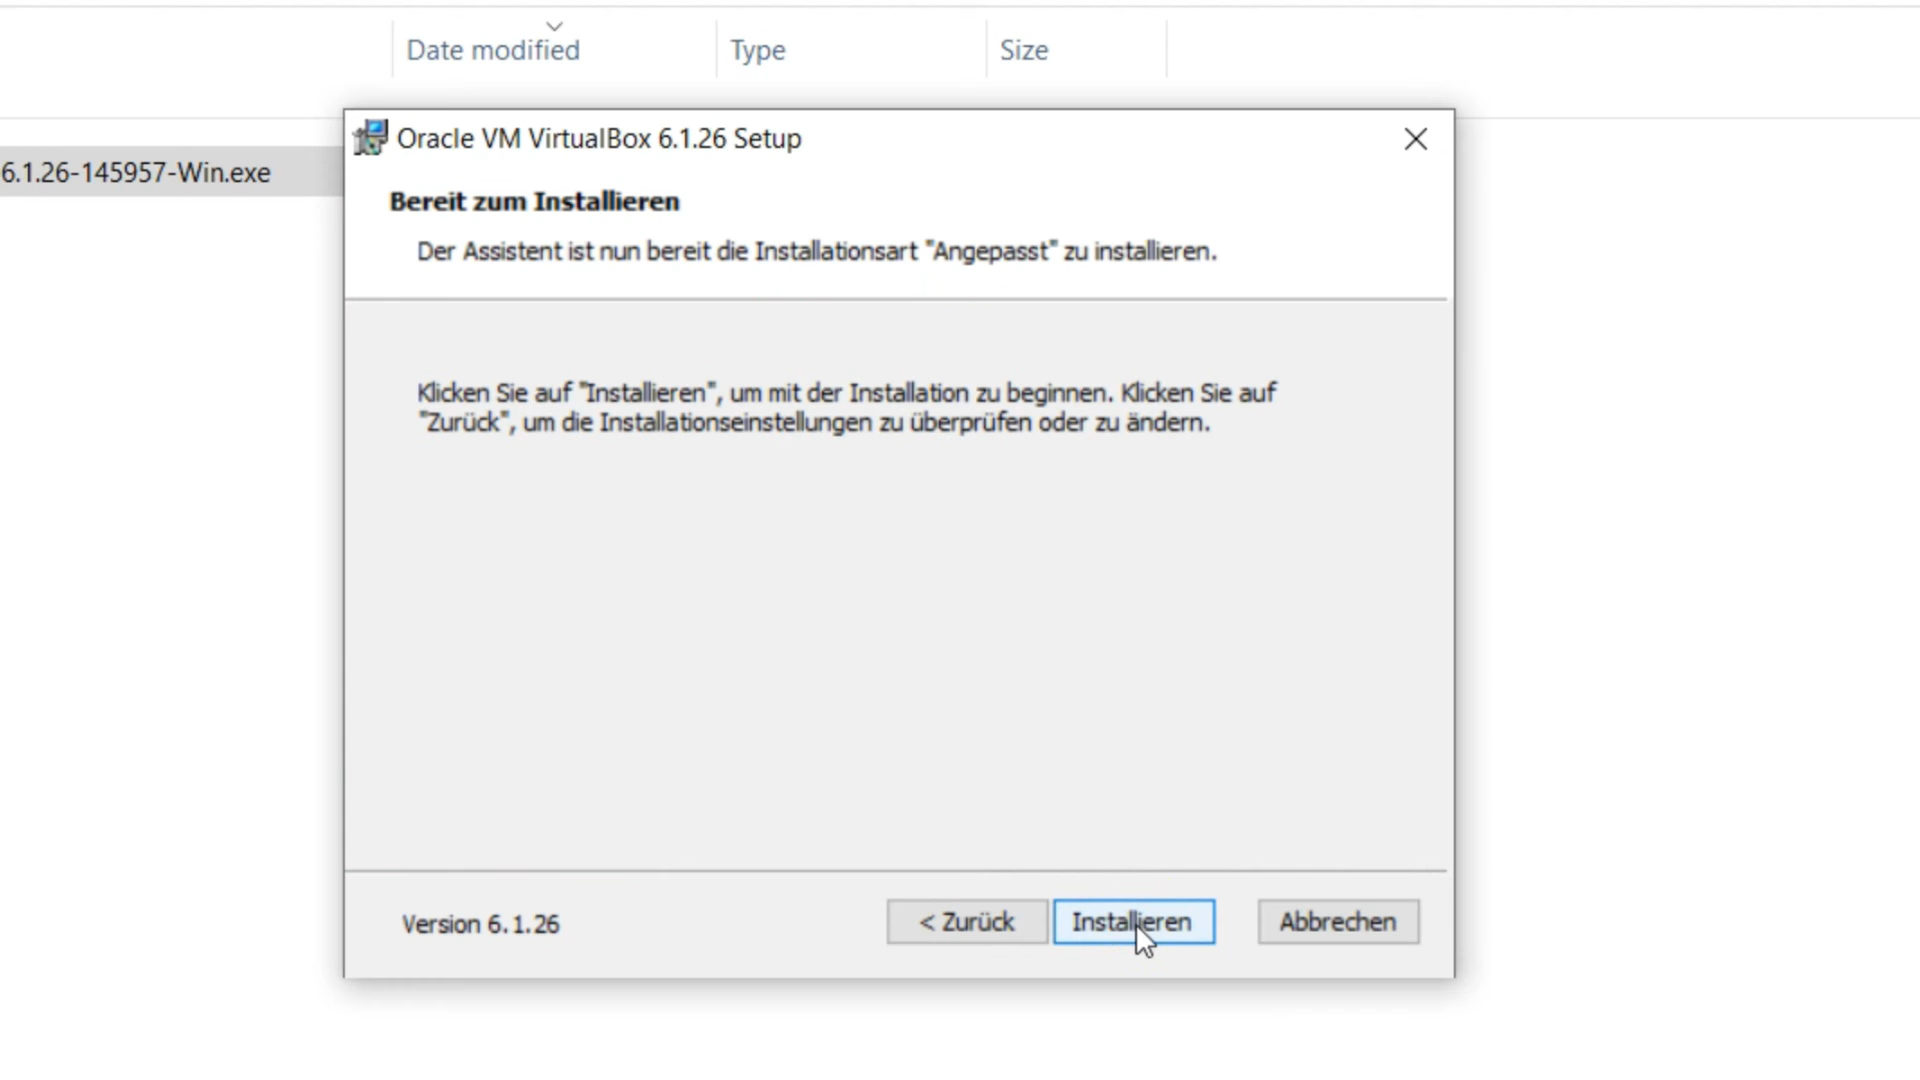 Date modified
Type
Size
Oracle VM VirtualBox 6.1.26 Setup
6.1.26-145957-Win.exe
Bereit zum Installieren
Der Assistent ist nun bereit die Installationsart "Angepasst" zu installieren.
Klicken Sie auf "Installieren", um mit der Installation zu beginnen. Klicken Sie auf
"Zurück", um die Installationseinstellungen zu überprüfen oder zu ändern.
Version 6.1.26
< Zurück
Installieren
Abbrechen